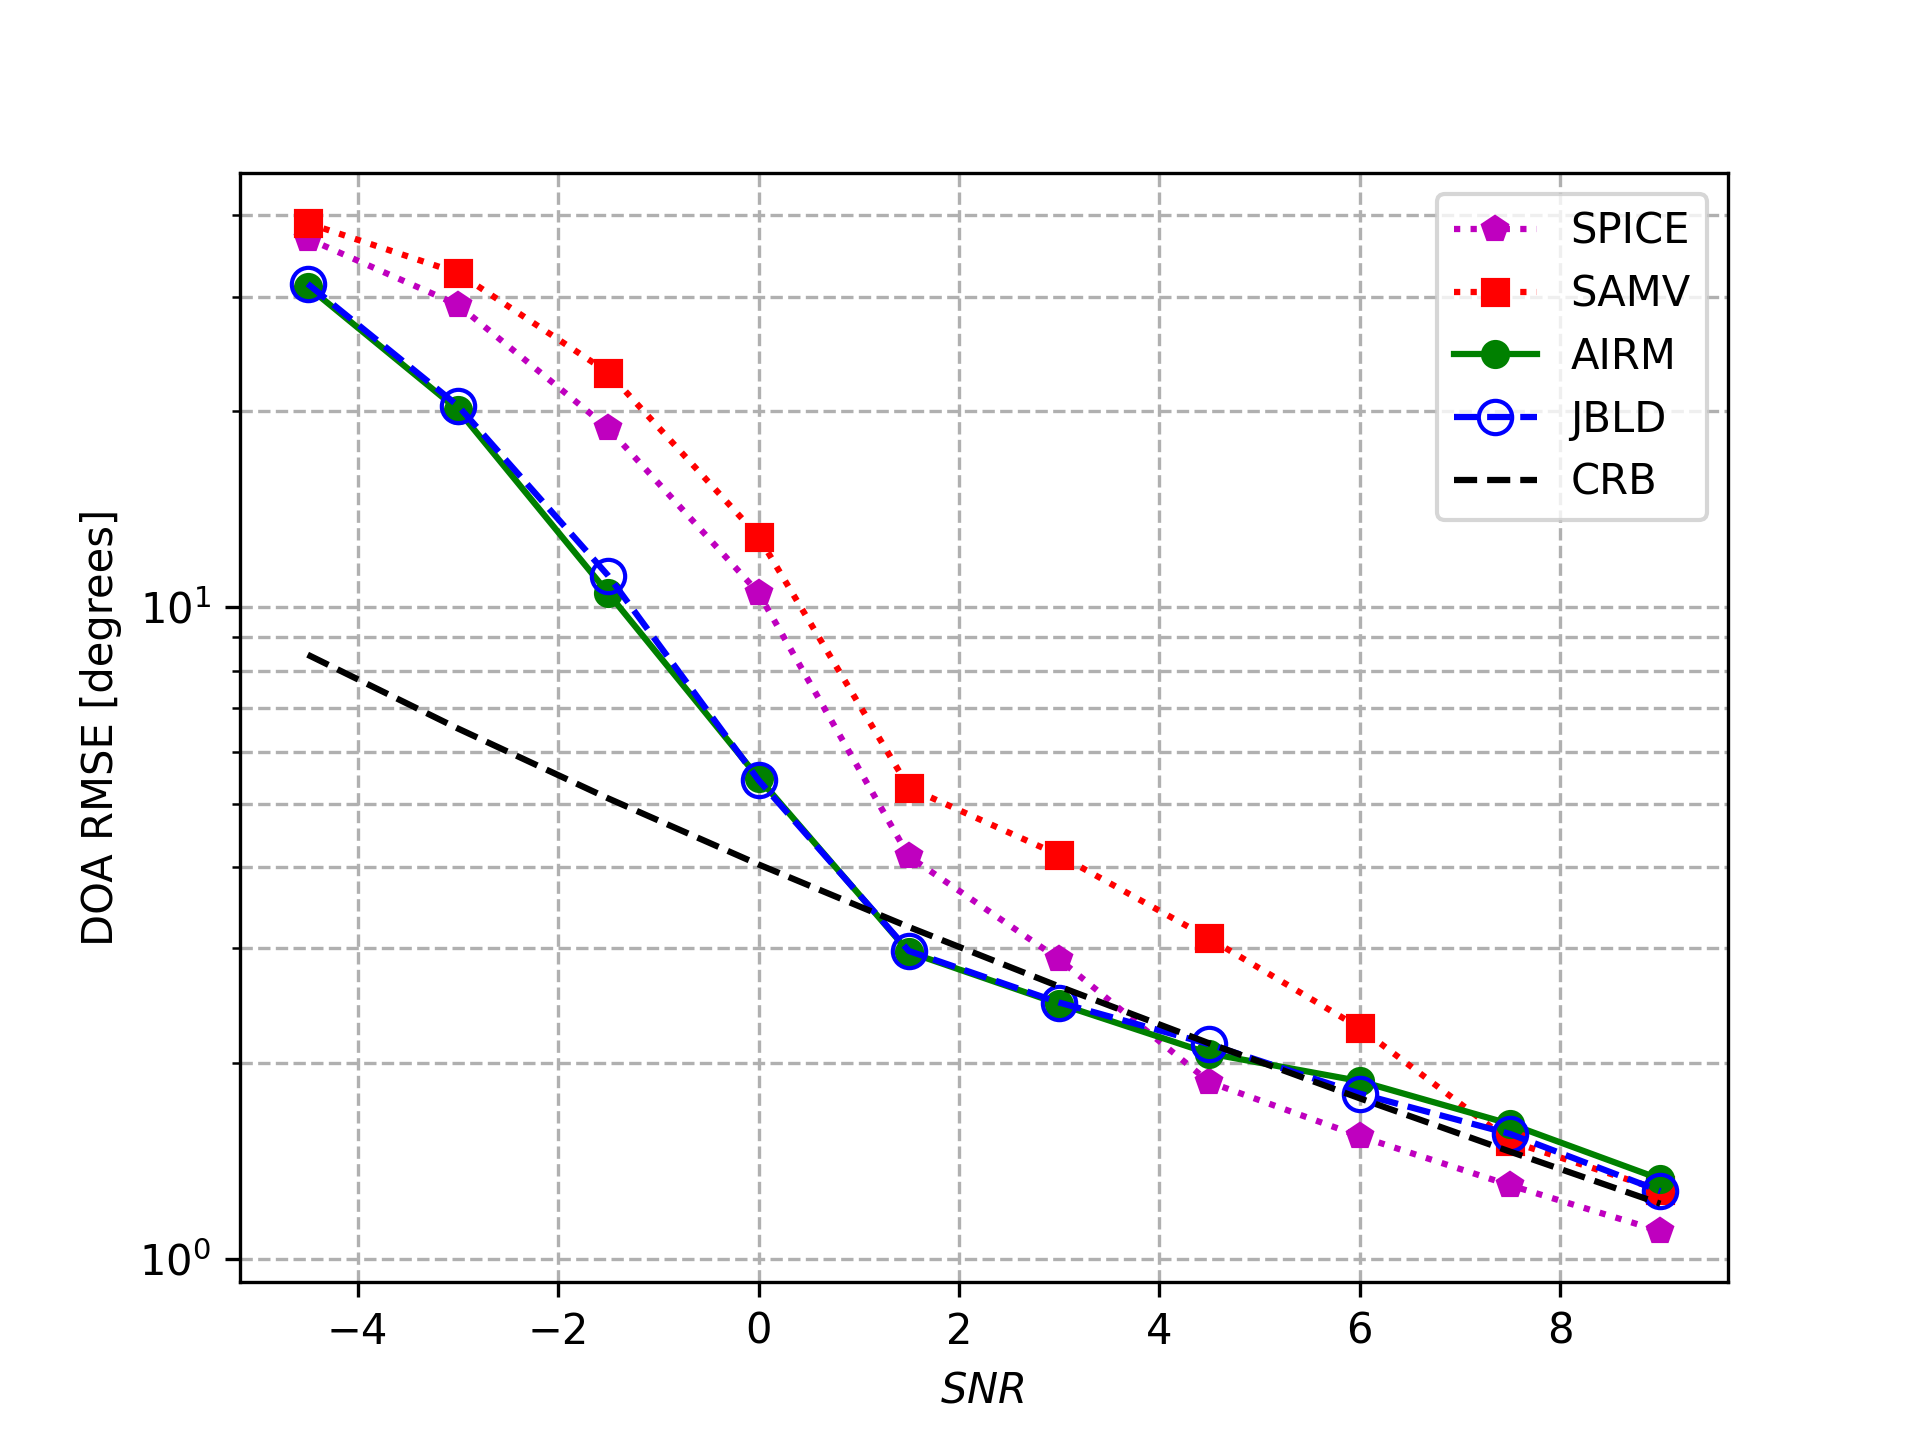 SPICE
SAMV
AIRM
JBLD
CRB
DOA RMSE [degrees]
10¹
10⁰
−4 −2 0 2 4 6 8
SNR